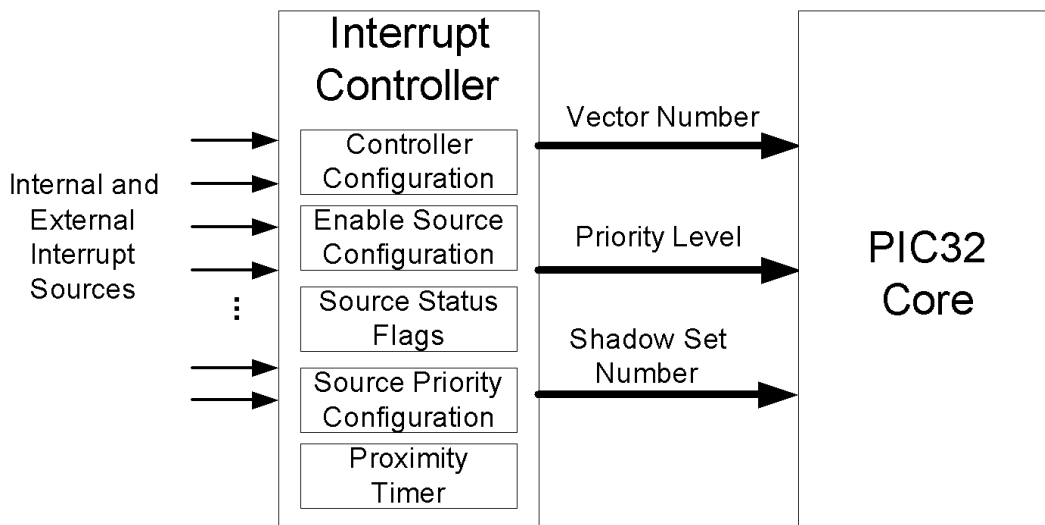 Interrupt
Controller
Internal and
External
Interrupt
Sources
...
Controller
Configuration
Enable Source
Configuration
Source Status
Flags
Source Priority
Configuration
Proximity
Timer
Vector Number
Priority Level
Shadow Set
Number
PIC32
Core